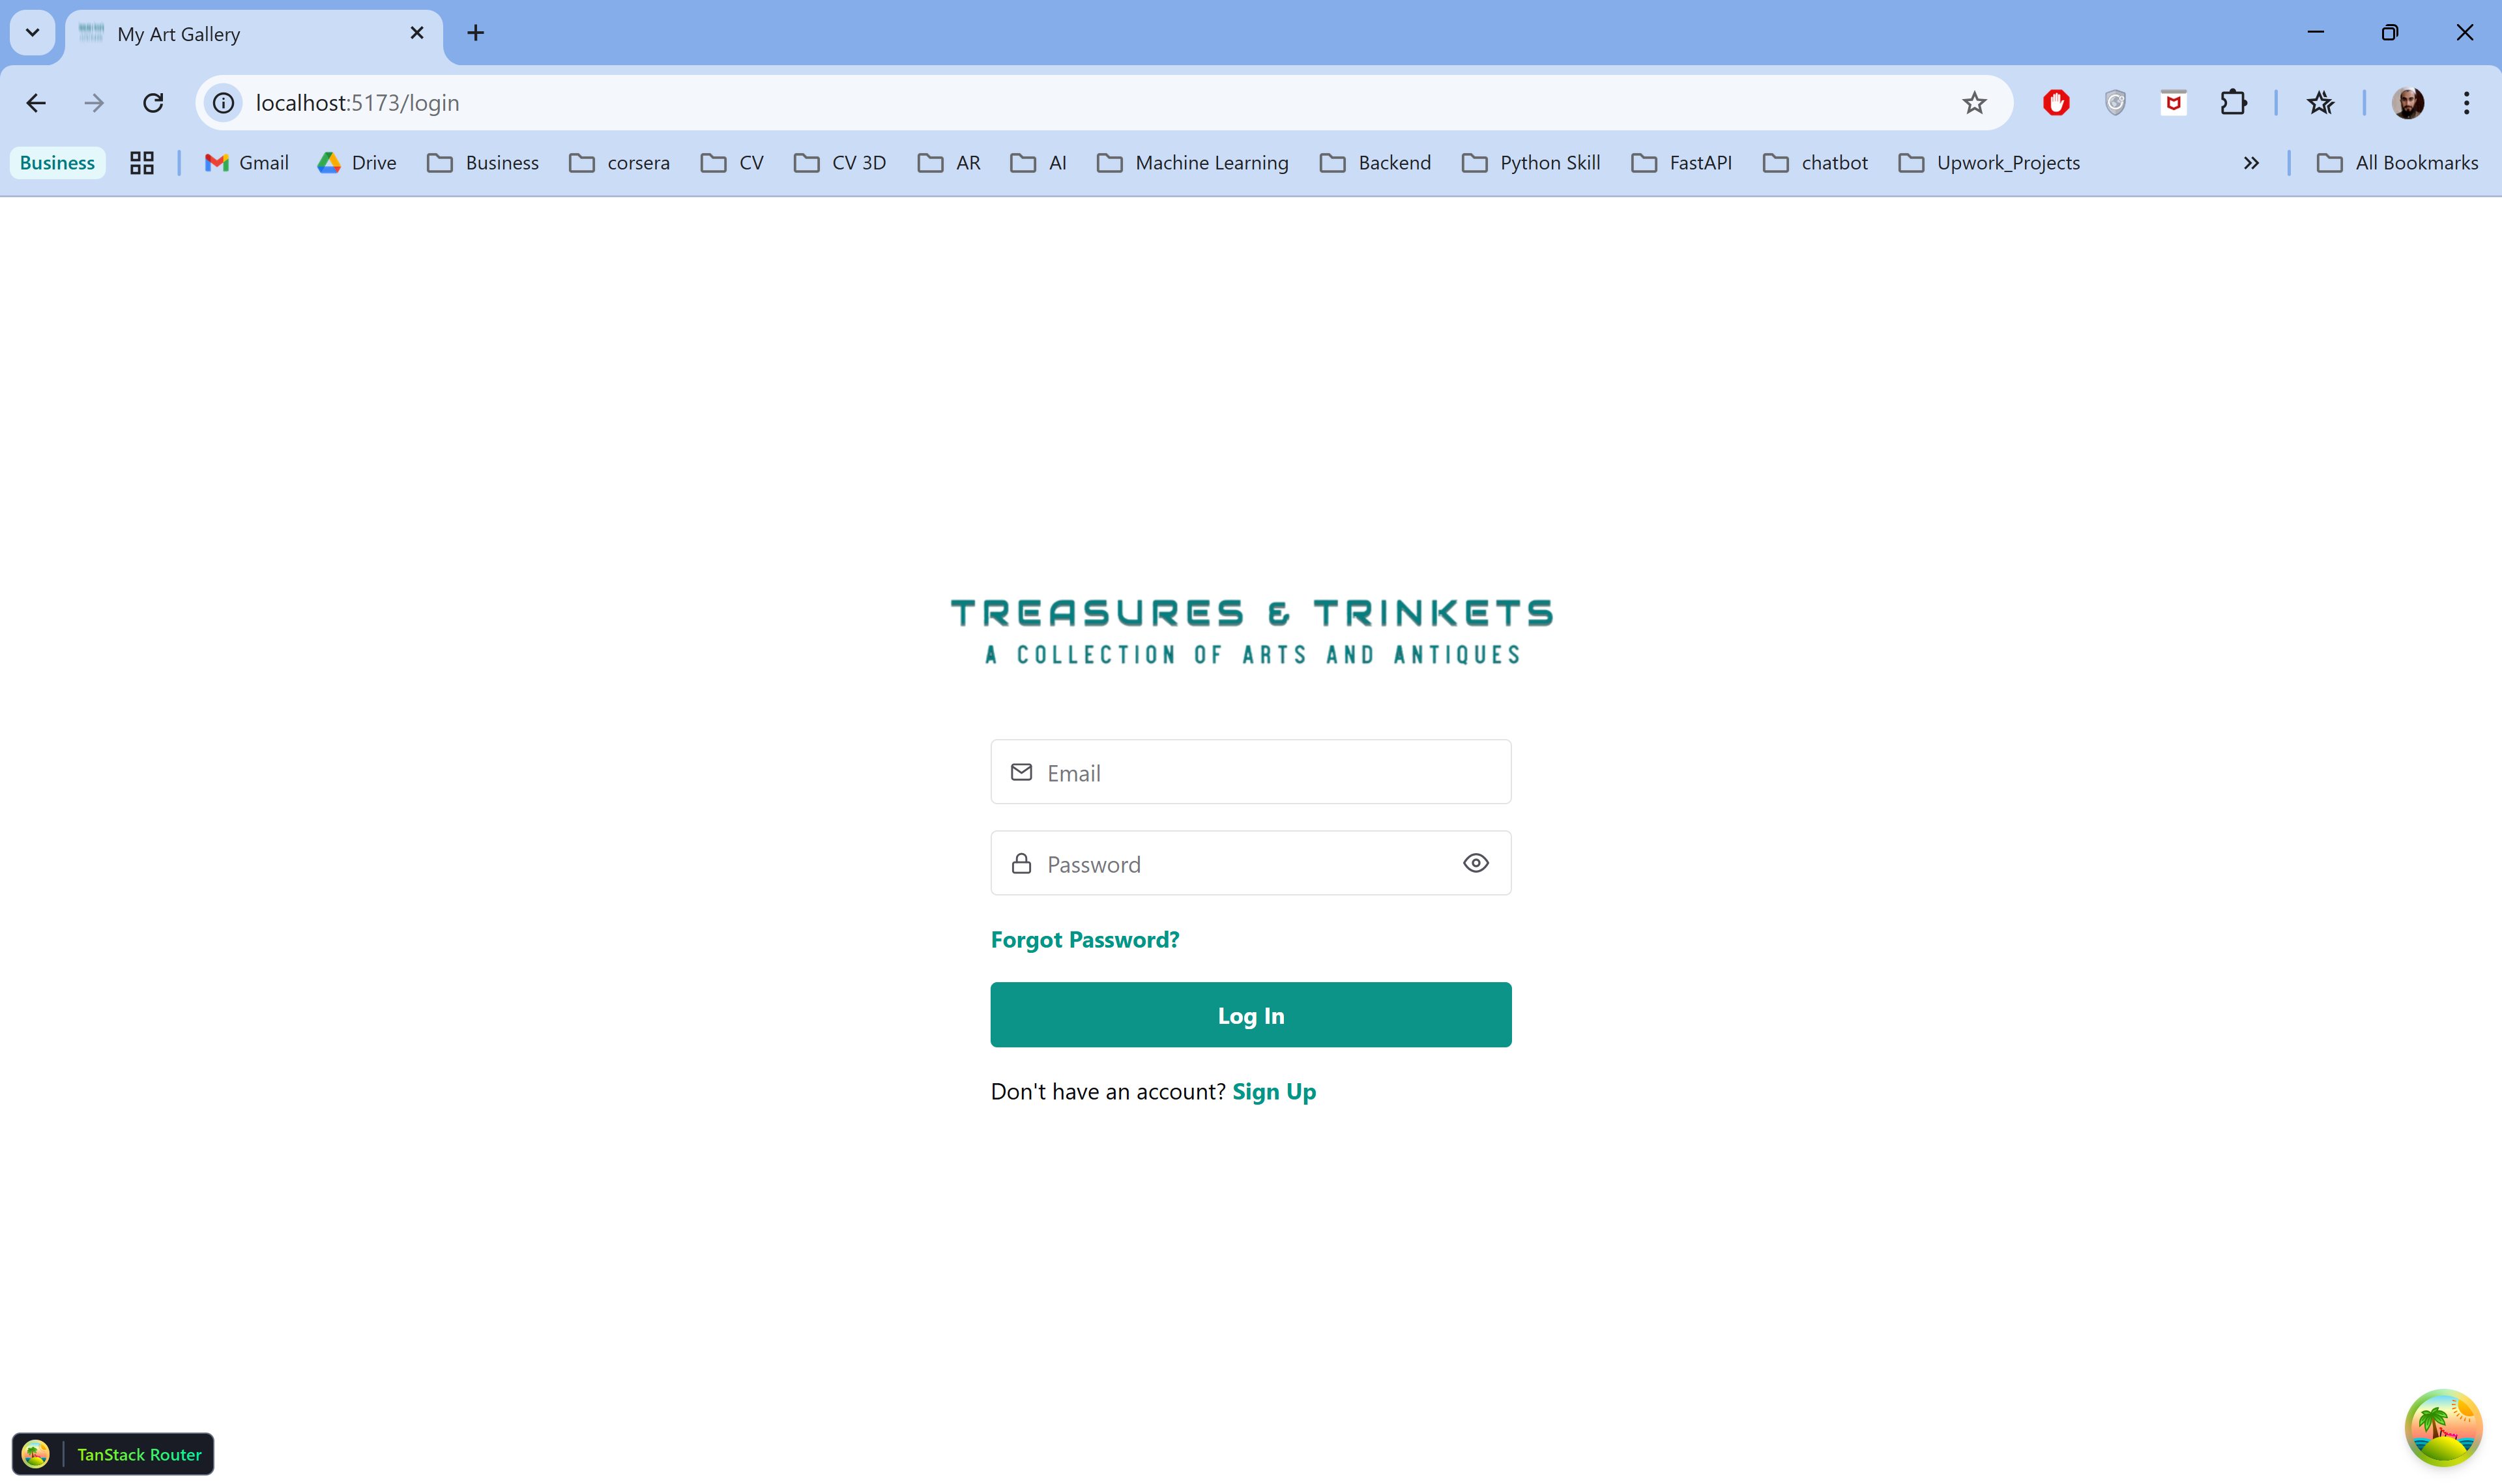 My Art Gallery
localhost:5173/login
Business Gmail Drive Business corsera CV CV 3D AR AI Machine Learning Backend Python Skill FastAPI chatbot Upwork_Projects All Bookmarks
TREASURES & TRINKETS
A COLLECTION OF ARTS AND ANTIQUES
Email
Password
Forgot Password?
Log In
Don't have an account? Sign Up
TanStack Router